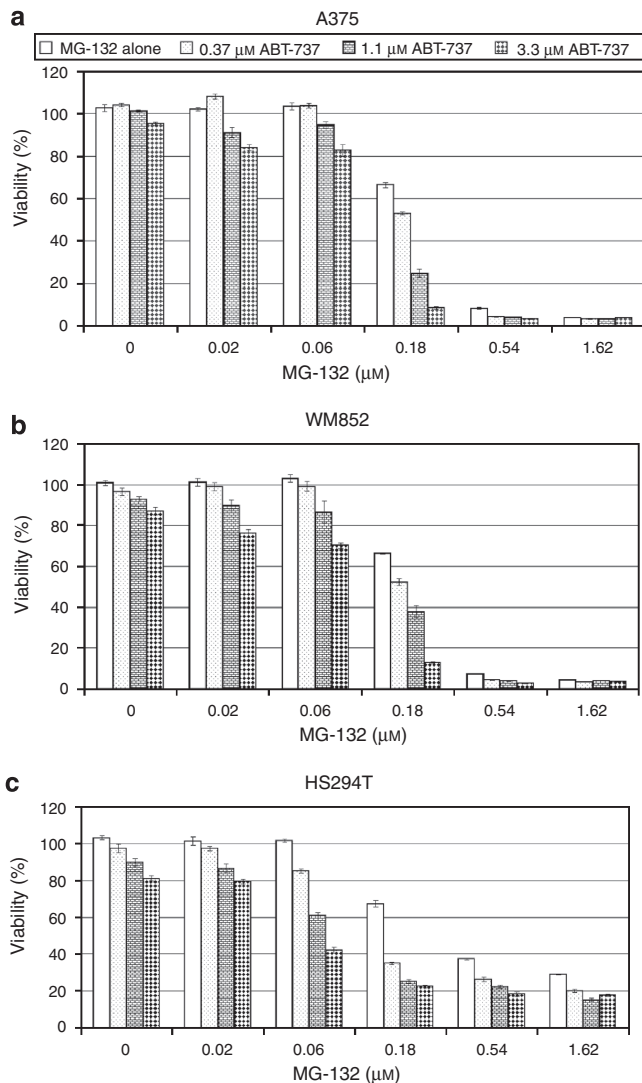 a
A375
MG-132 alone 0.37 μM ABT-737 1.1 μM ABT-737 3.3 μM ABT-737
120
100
80
60
40
20
0
Viability (%)
0 0.02 0.06 0.18 0.54 1.62
MG-132 (μM)
b
WM852
120
100
80
60
40
20
0
Viability (%)
0 0.02 0.06 0.18 0.54 1.62
MG-132 (μM)
c
HS294T
120
100
80
60
40
20
0
Viability (%)
0 0.02 0.06 0.18 0.54 1.62
MG-132 (μM)